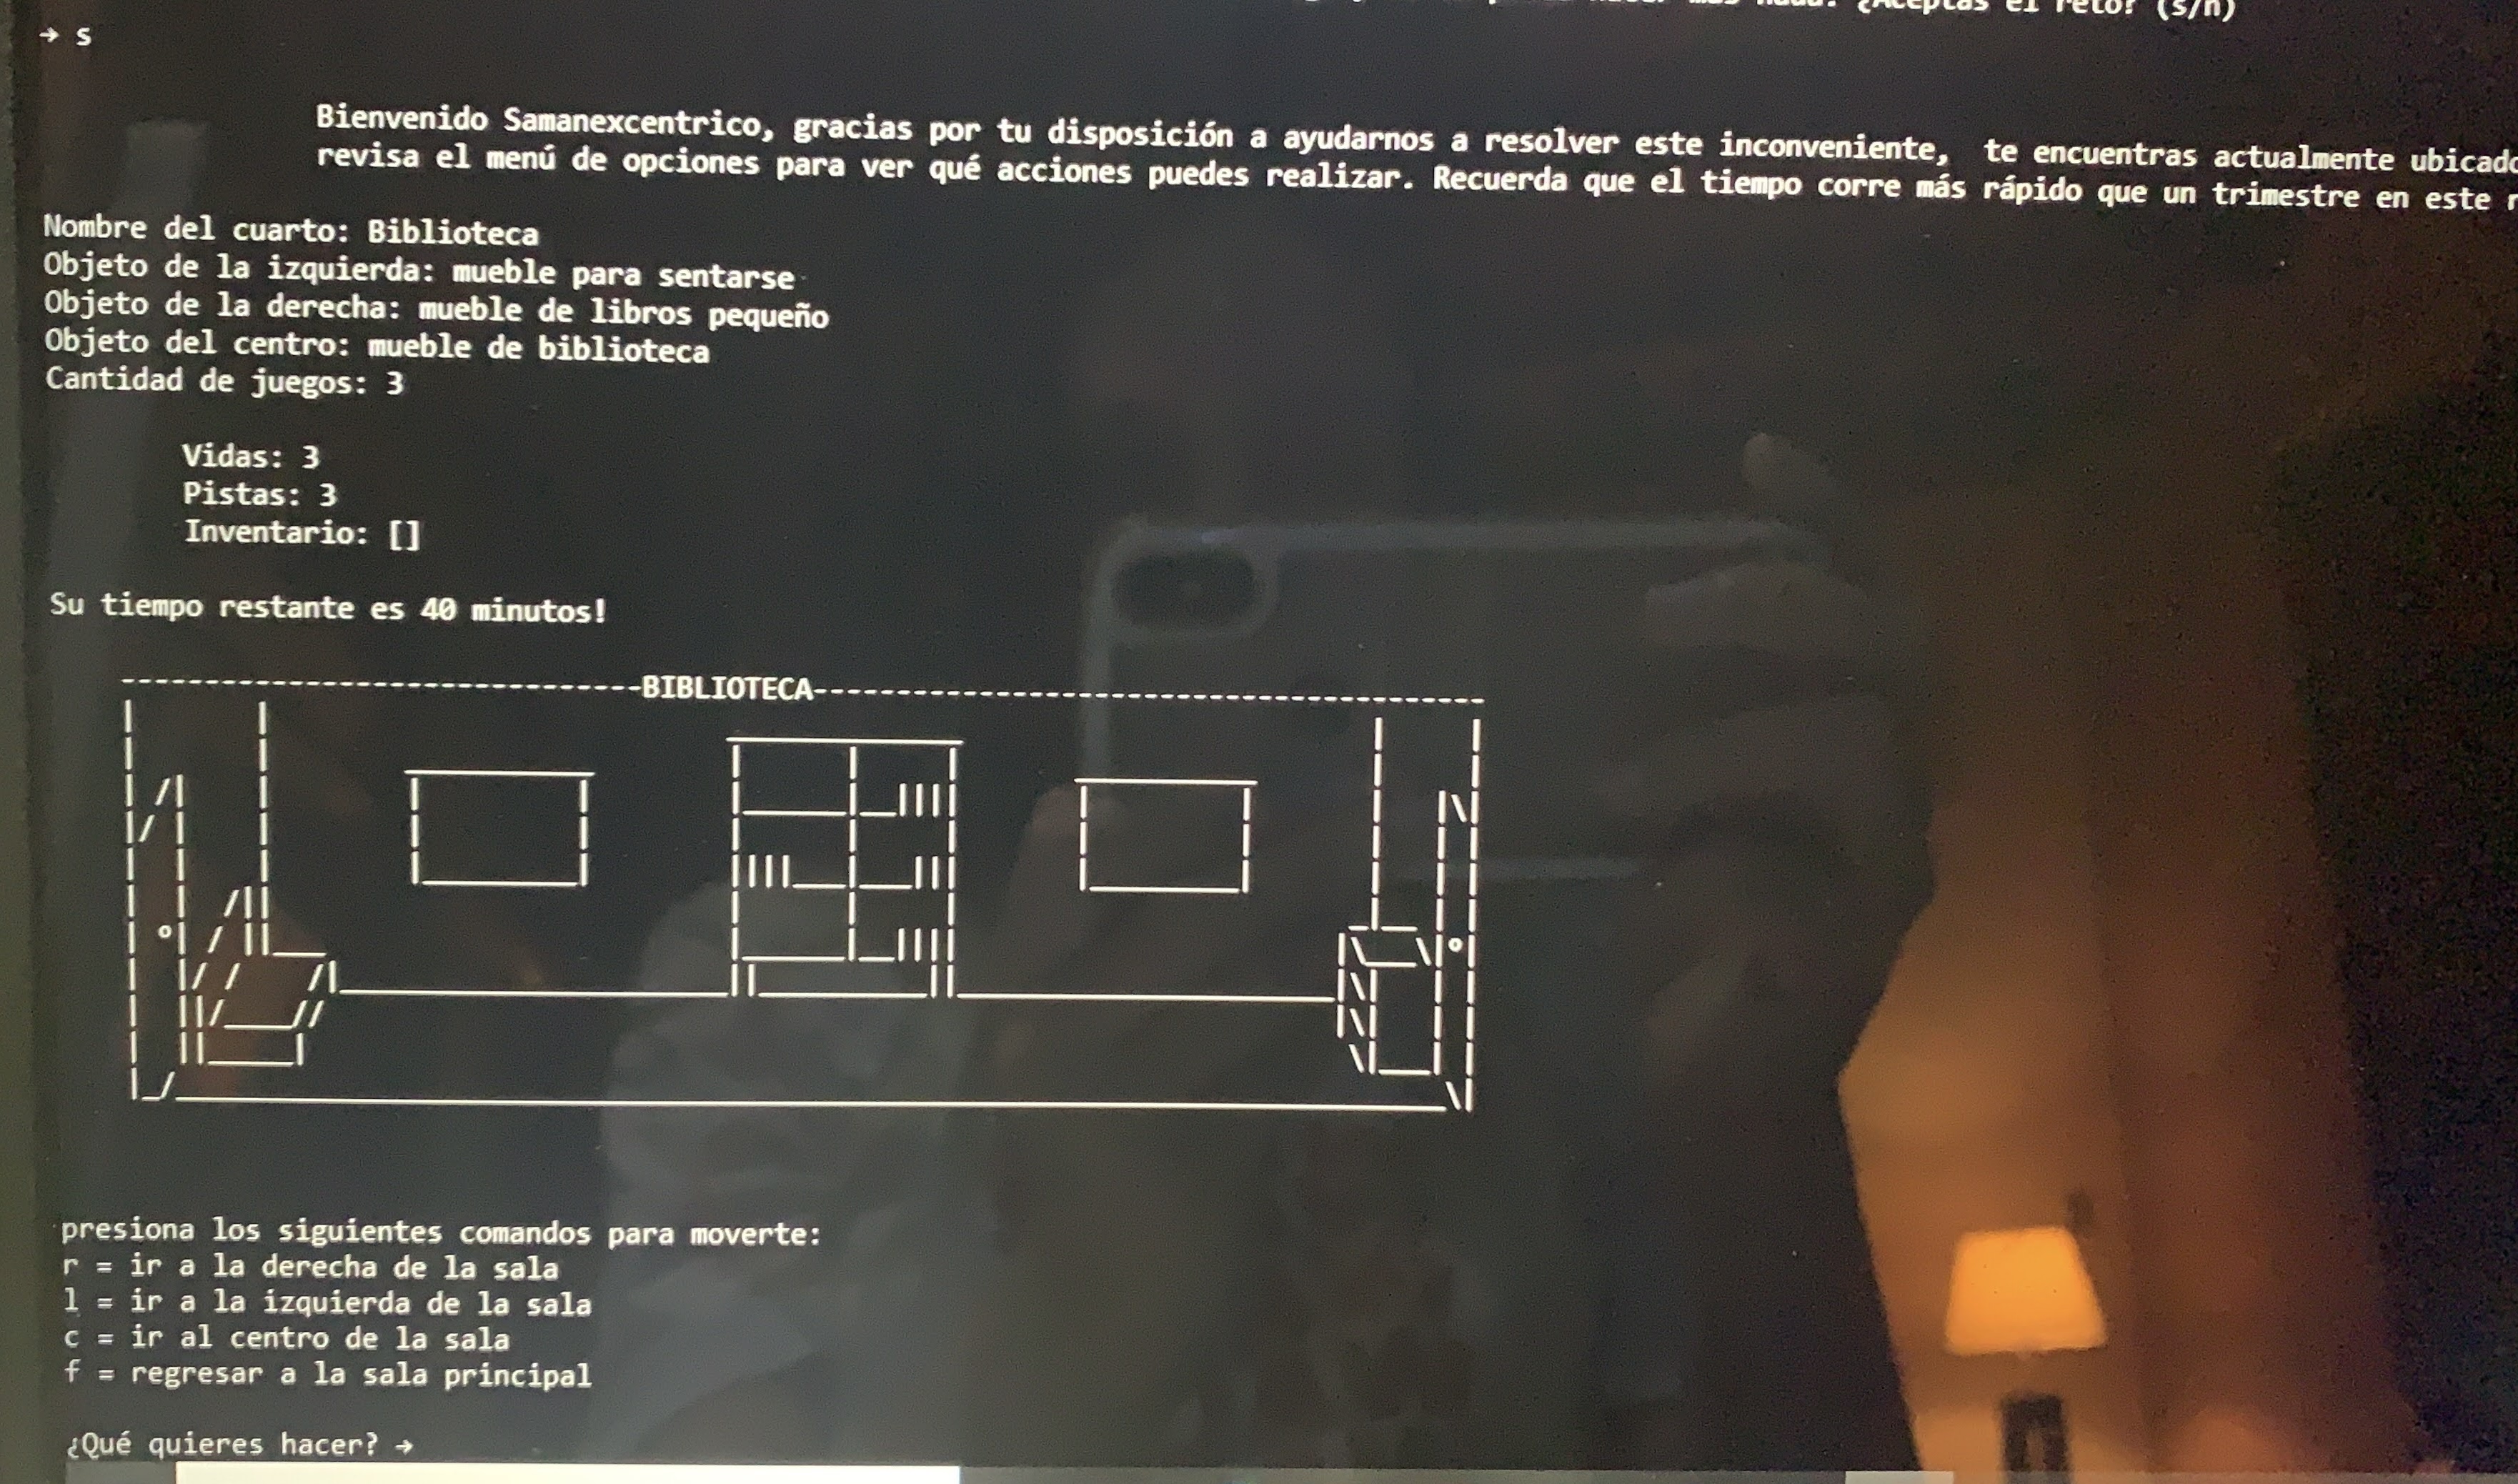 ¿Aceptas el reto? (s/n)
→ s
Bienvenido Samanexcentrico, gracias por tu disposición a ayudarnos a resolver este inconveniente, te encuentras actualmente
revisa el menú de opciones para ver qué acciones puedes realizar. Recuerda que el tiempo corre más rápido que un trimestre en este
Nombre del cuarto: Biblioteca
Objeto de la izquierda: mueble para sentarse
Objeto de la derecha: mueble de libros pequeño
Objeto del centro: mueble de biblioteca
Cantidad de juegos: 3
Vidas: 3
Pistas: 3
Inventario: []
Su tiempo restante es 40 minutos!
BIBLIOTECA
presiona los siguientes comandos para moverte:
r = ir a la derecha de la sala
l = ir a la izquierda de la sala
c = ir al centro de la sala
f = regresar a la sala principal
¿Qué quieres hacer? →